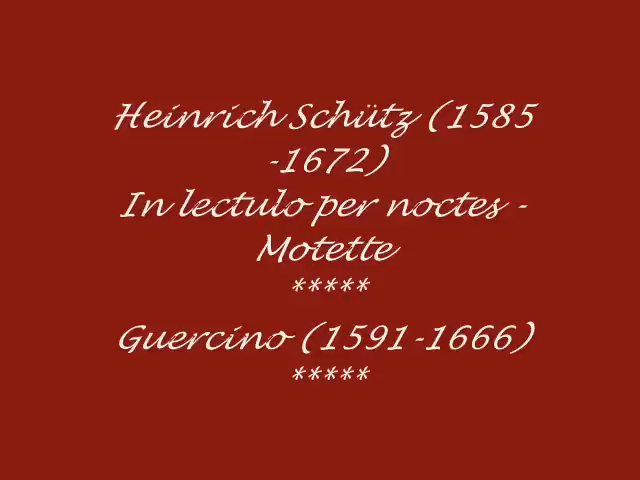 Heinrich Schütz (1585
-1672)
In lectulo per noctes -
Motette
*****
Guercino (1591-1666)
*****